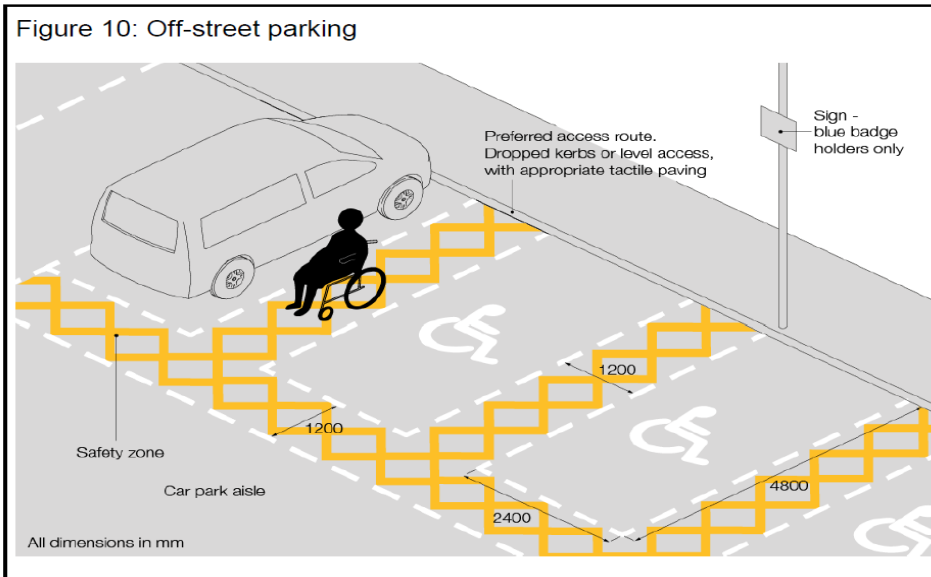 Figure 10: Off-street parking
Preferred access route.
Dropped kerbs or level access,
with appropriate tactile paving
Sign -
blue badge
holders only
1200
1200
Safety zone
4800
Car park aisle
2400
All dimensions in mm